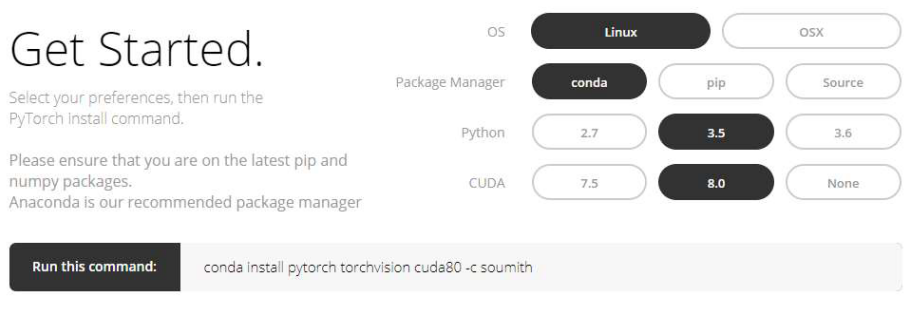 Get Started.
Select your preferences, then run the
PyTorch install command.
Please ensure that you are on the latest pip and
numpy packages.
Anaconda is our recommended package manager
OS Linux OSX
Package Manager conda pip Source
Python 2.7 3.5 3.6
CUDA 7.5 8.0 None
Run this command: conda install pytorch torchvision cuda80 -c soumith